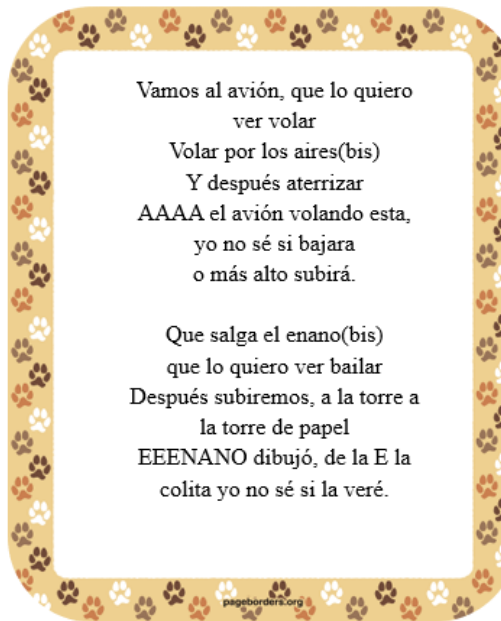 Vamos al avión, que lo quiero
ver volar
Volar por los aires(bis)
Y después aterrizar
AAAA el avión volando esta,
yo no sé si bajara
o más alto subirá.
Que salga el enano(bis)
que lo quiero ver bailar
Después subiremos, a la torre a
la torre de papel
EEENANO dibujó, de la E la
colita yo no sé si la veré.
pageborders.org